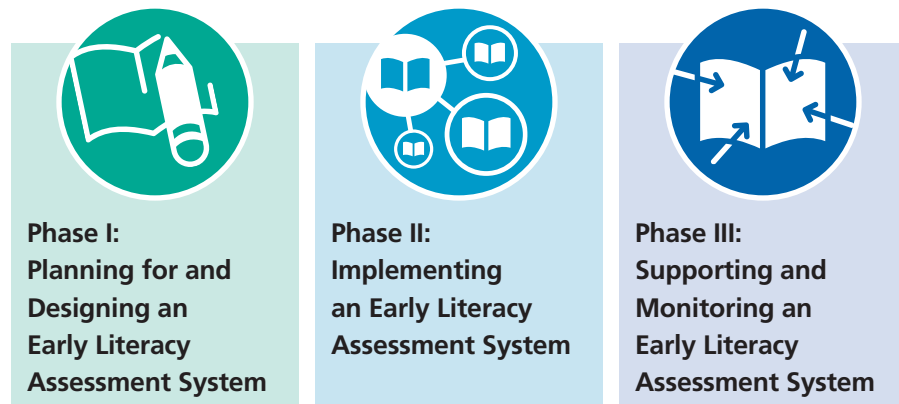 Phase I:
Planning for and
Designing an
Early Literacy
Assessment System
Phase II:
Implementing
an Early Literacy
Assessment System
Phase III:
Supporting and
Monitoring an
Early Literacy
Assessment System